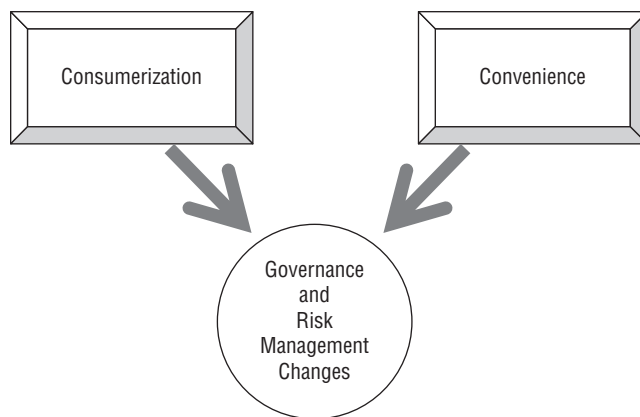 Consumerization
Convenience
Governance
and
Risk
Management
Changes